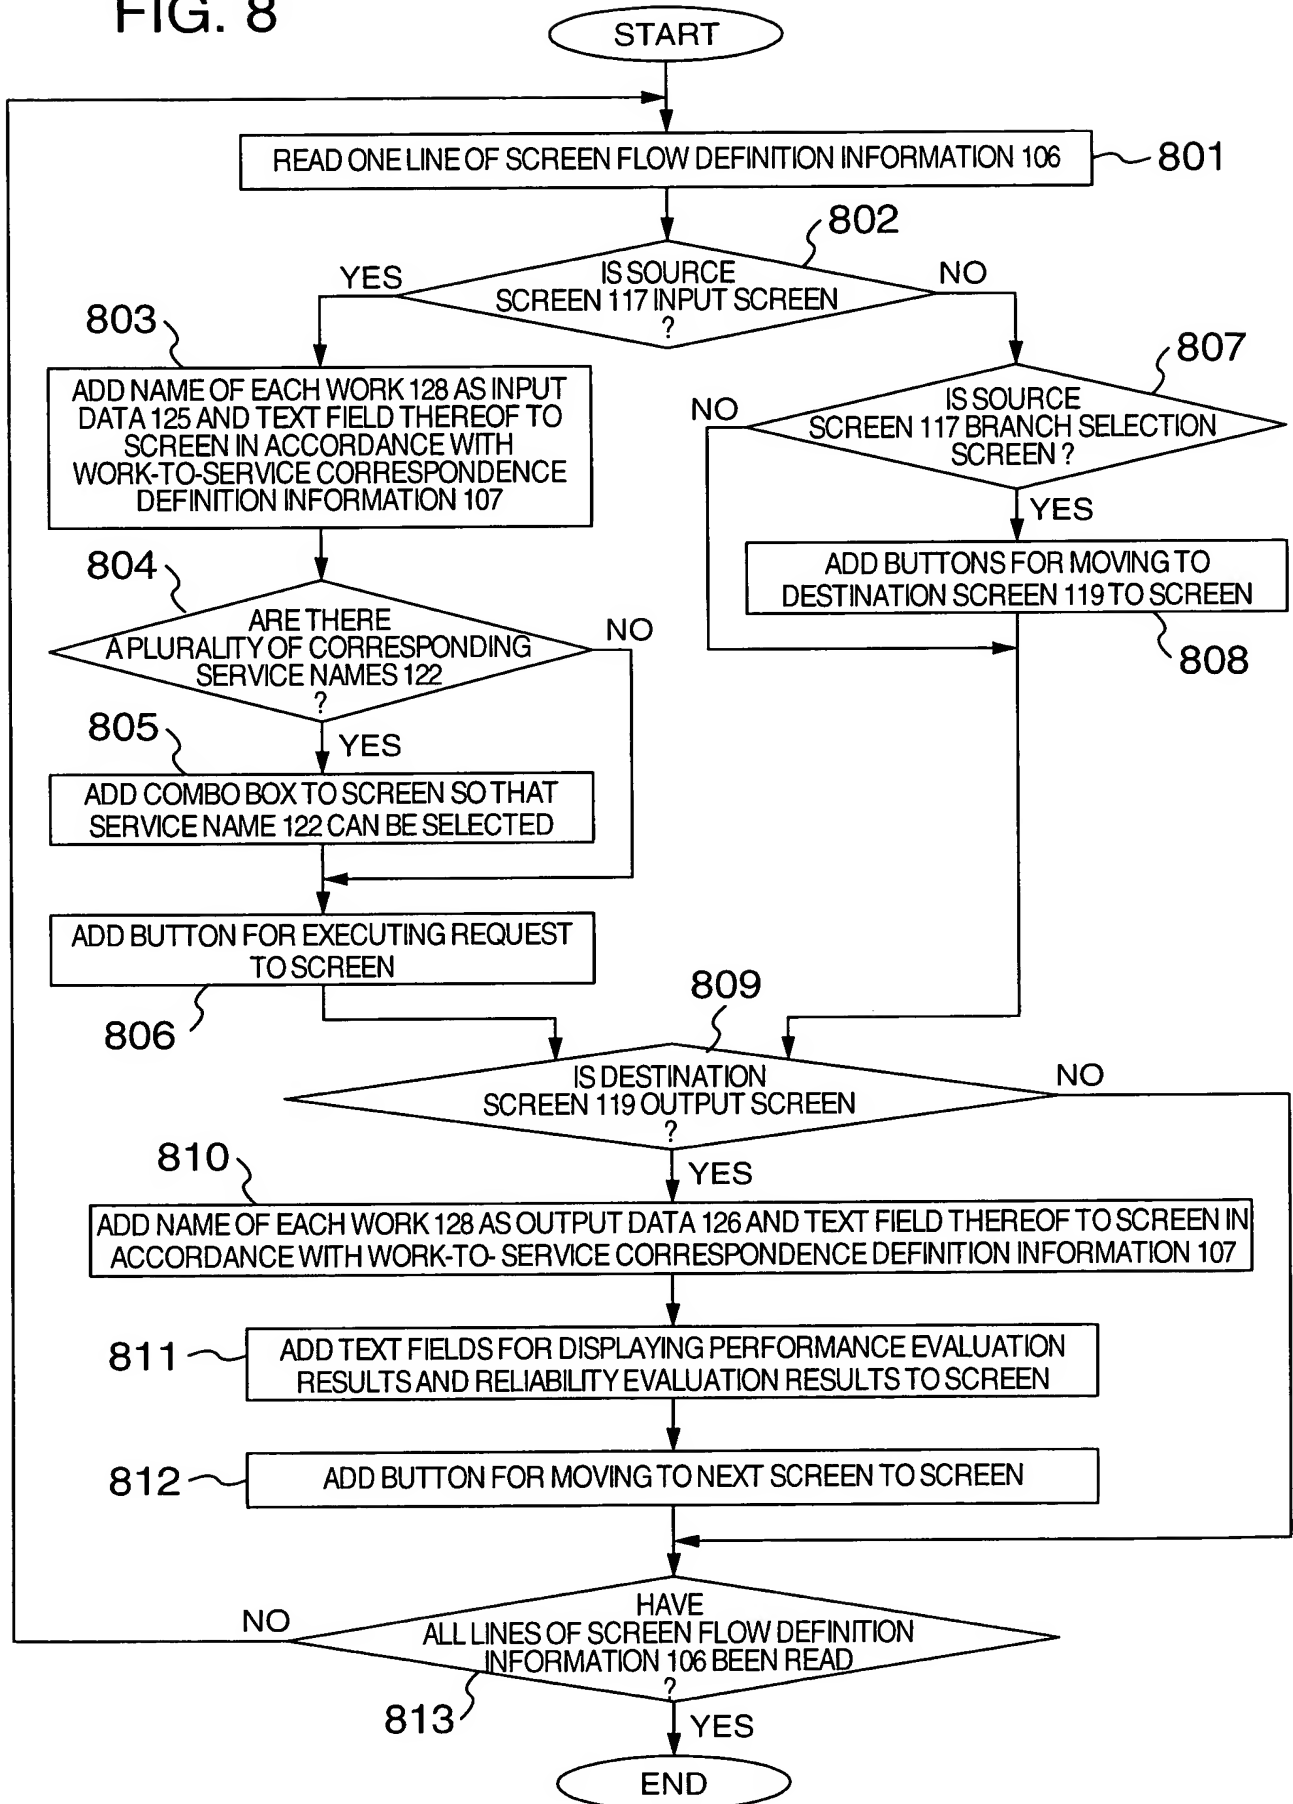 FIG. 8
START
READ ONE LINE OF SCREEN FLOW DEFINITION INFORMATION 106
801
802
IS SOURCE
SCREEN 117 INPUT SCREEN
?
YES
NO
803
ADD NAME OF EACH WORK 128 AS INPUT
DATA 125 AND TEXT FIELD THEREOF TO
SCREEN IN ACCORDANCE WITH
WORK-TO-SERVICE CORRESPONDENCE
DEFINITION INFORMATION 107
807
IS SOURCE
SCREEN 117 BRANCH SELECTION
SCREEN ?
NO
YES
ADD BUTTONS FOR MOVING TO
DESTINATION SCREEN 119 TO SCREEN
808
804
ARE THERE
A PLURALITY OF CORRESPONDING
SERVICE NAMES 122
?
NO
YES
805
ADD COMBO BOX TO SCREEN SO THAT
SERVICE NAME 122 CAN BE SELECTED
ADD BUTTON FOR EXECUTING REQUEST
TO SCREEN
806
809
IS DESTINATION
SCREEN 119 OUTPUT SCREEN
?
NO
YES
810
ADD NAME OF EACH WORK 128 AS OUTPUT DATA 126 AND TEXT FIELD THEREOF TO SCREEN IN
ACCORDANCE WITH WORK-TO- SERVICE CORRESPONDENCE DEFINITION INFORMATION 107
811
ADD TEXT FIELDS FOR DISPLAYING PERFORMANCE EVALUATION
RESULTS AND RELIABILITY EVALUATION RESULTS TO SCREEN
812
ADD BUTTON FOR MOVING TO NEXT SCREEN TO SCREEN
HAVE
ALL LINES OF SCREEN FLOW DEFINITION
INFORMATION 106 BEEN READ
?
NO
813
YES
END